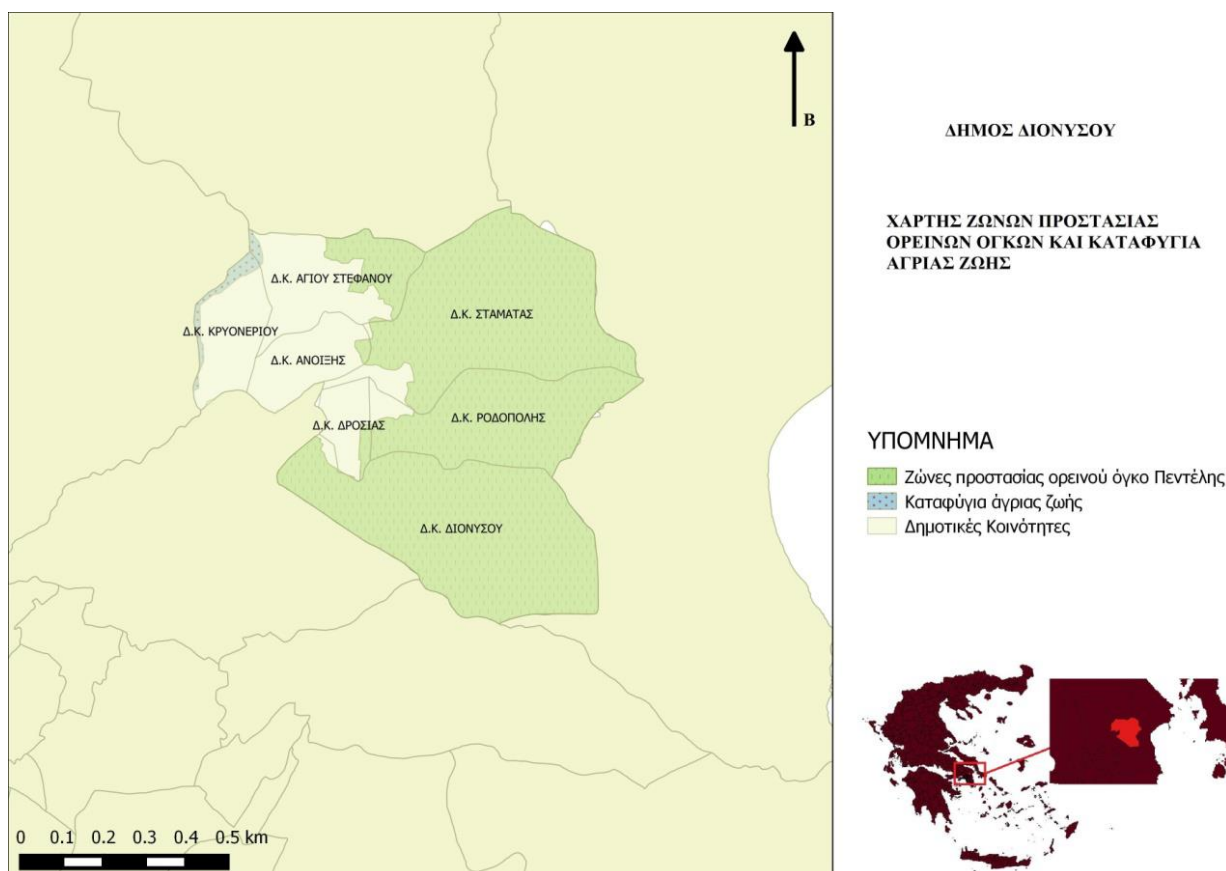 Β
ΔΗΜΟΣ ΔΙΟΝΥΣΟΥ
ΧΑΡΤΗΣ ΖΩΝΩΝ ΠΡΟΣΤΑΣΙΑΣ
ΟΡΕΙΝΩΝ ΟΓΚΩΝ ΚΑΙ ΚΑΤΑΦΥΓΙΑ
ΑΓΡΙΑΣ ΖΩΗΣ
Δ.Κ. ΑΓΙΟΥ ΣΤΕΦΑΝΟΥ
Δ.Κ. ΣΤΑΜΑΤΑΣ
Δ.Κ. ΚΡΥΟΝΕΡΙΟΥ
Δ.Κ. ΑΝΟΙΞΗΣ
Δ.Κ. ΡΟΔΟΠΟΛΗΣ
Δ.Κ. ΔΡΟΣΙΑΣ
Δ.Κ. ΔΙΟΝΥΣΟΥ
ΥΠΟΜΝΗΜΑ
Ζώνες προστασίας ορεινού όγκο Πεντέλης
Καταφύγια άγριας ζωής
Δημοτικές Κοινότητες
0 0.1 0.2 0.3 0.4 0.5 km